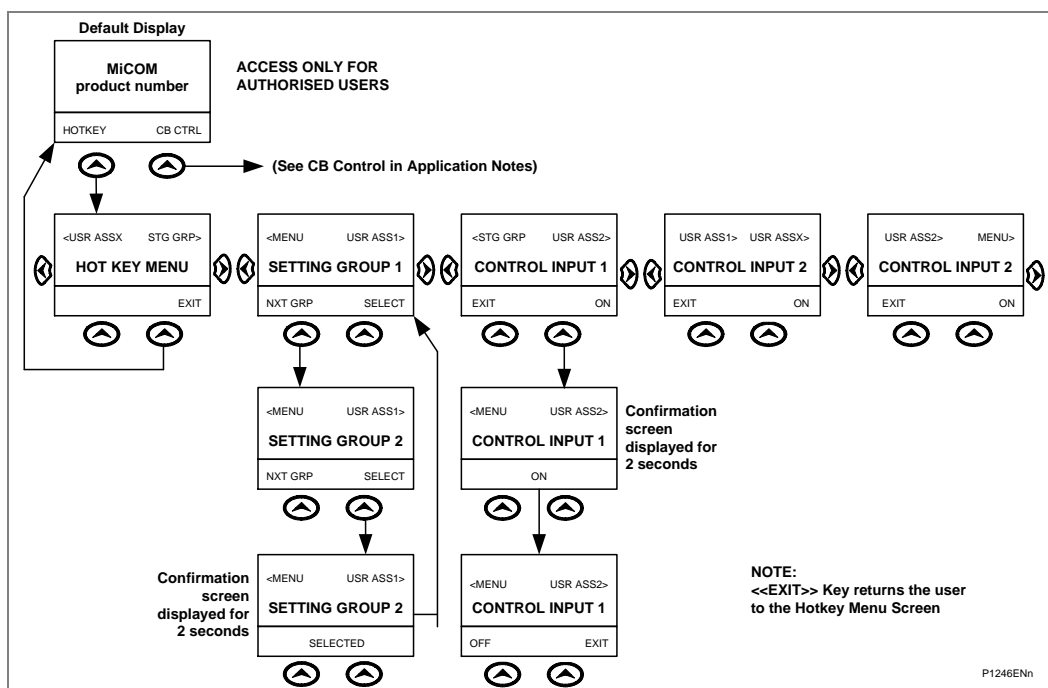 Default Display
MiCOM
product number
HOTKEY CB CTRL
ACCESS ONLY FOR
AUTHORISED USERS
(See CB Control in Application Notes)
<USR ASSX STG GRP>
HOT KEY MENU
EXIT
<MENU USR ASS1>
SETTING GROUP 1
NXT GRP SELECT
<STG GRP USR ASS2>
CONTROL INPUT 1
EXIT ON
USR ASS1> USR ASSX>
CONTROL INPUT 2
EXIT ON
USR ASS2> MENU>
CONTROL INPUT 2
EXIT ON
<MENU USR ASS1>
SETTING GROUP 2
NXT GRP SELECT
<MENU USR ASS2>
CONTROL INPUT 1
ON
Confirmation
screen
displayed for
2 seconds
Confirmation
screen
displayed for
2 seconds
<MENU USR ASS1>
SETTING GROUP 2
SELECTED
<MENU USR ASS2>
CONTROL INPUT 1
OFF EXIT
NOTE:
<<EXIT>> Key returns the user
to the Hotkey Menu Screen
P1246ENn